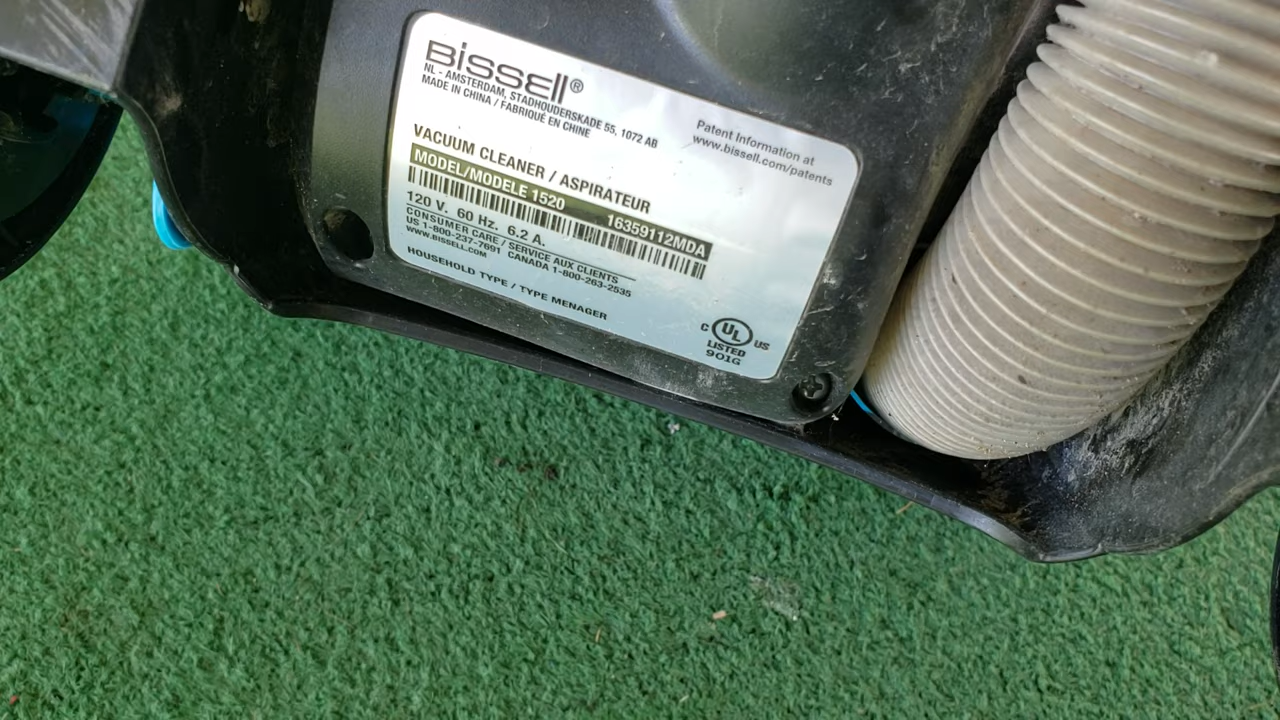 BISSELL®
NL - AMSTERDAM, STADHOUDERSKADE 55, 1072 AB
MADE IN CHINA / FABRIQUÉ EN CHINE
Patent Information at
www.bissell.com/patents
VACUUM CLEANER / ASPIRATEUR
MODEL/MODELE 1520 16359112MDA
120 V. 60 Hz. 6.2 A.
CONSUMER CARE / SERVICE AUX CLIENTS
US 1-800-237-7691 CANADA 1-800-263-2535
WWW.BISSELL.COM
HOUSEHOLD TYPE / TYPE MENAGER
C UL US
LISTED
901G